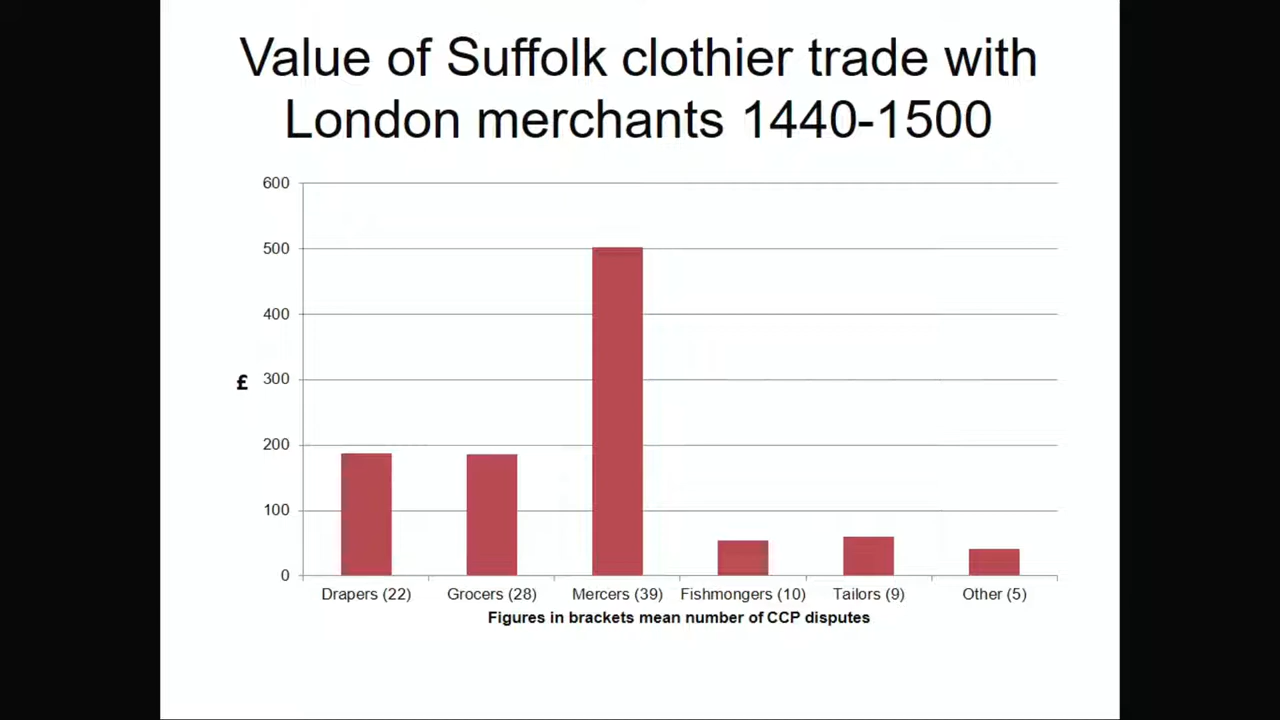 Value of Suffolk clothier trade with
London merchants 1440-1500
600
500
400
£ 300
200
100
0
Drapers (22) Grocers (28) Mercers (39) Fishmongers (10) Tailors (9) Other (5)
Figures in brackets mean number of CCP disputes